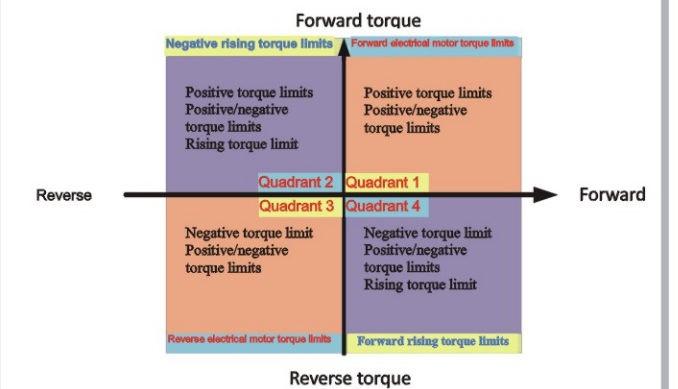 Forward torque
Negative rising torque limits
Forward electrical motor torque limits
Positive torque limits
Positive/negative
torque limits
Rising torque limit
Positive torque limits
Positive/negative
torque limits
Quadrant 2
Quadrant 1
Reverse
Forward
Quadrant 3
Quadrant 4
Negative torque limit
Positive/negative
torque limits
Negative torque limit
Positive/negative
torque limits
Rising torque limit
Reverse electrical motor torque limits
Forward rising torque limits
Reverse torque